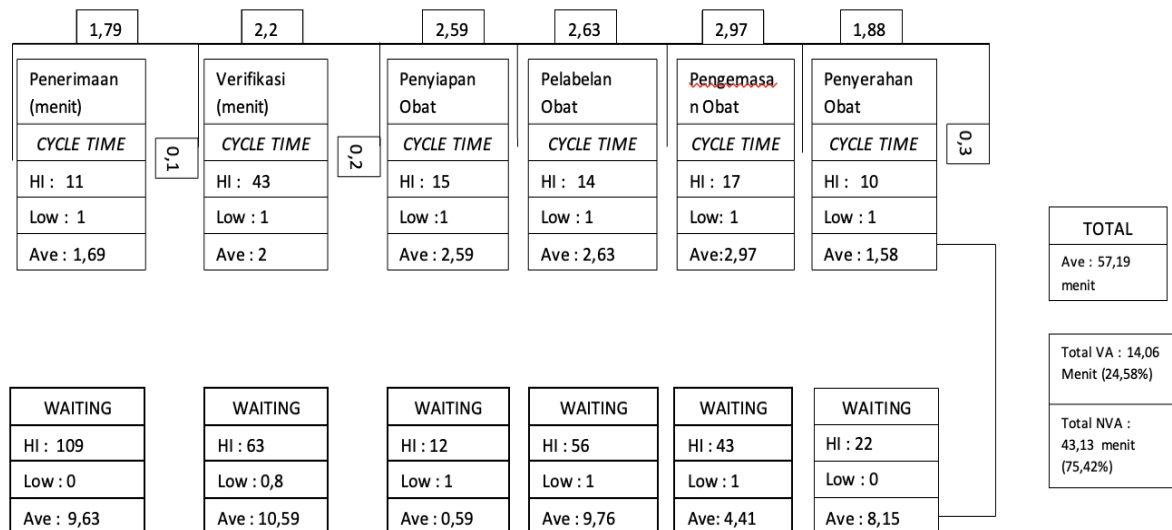 1,79
2,2
2,59
2,63
2,97
1,88
Penerimaan
(menit)
CYCLE TIME
HI : 11
Low : 1
Ave : 1,69
0,1
Verifikasi
(menit)
CYCLE TIME
HI : 43
Low : 1
Ave : 2
0,2
Penyiapan
Obat
CYCLE TIME
HI : 15
Low :1
Ave : 2,59
Pelabelan
Obat
CYCLE TIME
HI : 14
Low : 1
Ave : 2,63
Pengemasa
n Obat
CYCLE TIME
HI : 17
Low: 1
Ave:2,97
Penyerahan
Obat
CYCLE TIME
HI : 10
Low : 1
Ave : 1,58
0,3
TOTAL
Ave : 57,19
menit
Total VA : 14,06
Menit (24,58%)
Total NVA :
43,13 menit
(75,42%)
WAITING
HI : 109
Low : 0
Ave : 9,63
WAITING
HI : 63
Low : 0,8
Ave : 10,59
WAITING
HI : 12
Low : 1
Ave : 0,59
WAITING
HI : 56
Low : 1
Ave : 9,76
WAITING
HI : 43
Low : 1
Ave: 4,41
WAITING
HI : 22
Low : 0
Ave : 8,15